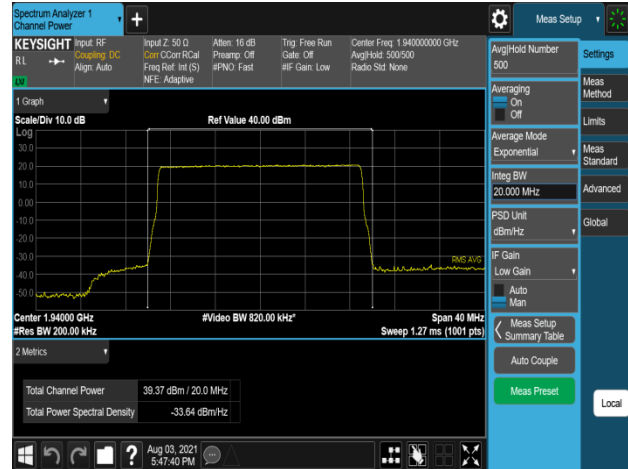 Spectrum Analyzer 1
Channel Power
+
Meas Setup
KEYSIGHT
RL
LW
Input: RF
Coupling: DC
Align: Auto
Input Z: 50 Ω
Corr CCorr RCal
Freq Ref: Int (S)
NFE: Adaptive
Atten: 16 dB
Preamp: Off
#PNO: Fast
Trig: Free Run
Gate: Off
#IF Gain: Low
Center Freq: 1.940000000 GHz
Avg|Hold: 500/500
Radio Std: None
1 Graph
Scale/Div 10.0 dB
Ref Value 40.00 dBm
Log
30.0
20.0
10.0
0.00
-10.0
-20.0
-30.0
-40.0
-50.0
RMS AVG
Center 1.94000 GHz
#Res BW 200.00 kHz
#Video BW 820.00 kHz*
Span 40 MHz
Sweep 1.27 ms (1001 pts)
2 Metrics
Total Channel Power 39.37 dBm / 20.0 MHz
Total Power Spectral Density -33.64 dBm/Hz
?
Aug 03, 2021
5:47:40 PM
Avg|Hold Number
500
Averaging
On
Off
Average Mode
Exponential
Integ BW
20.000 MHz
PSD Unit
dBm/Hz
IF Gain
Low Gain
Auto
Man
Meas Setup
Summary Table
Auto Couple
Meas Preset
Settings
Meas
Method
Limits
Meas
Standard
Advanced
Global
Local